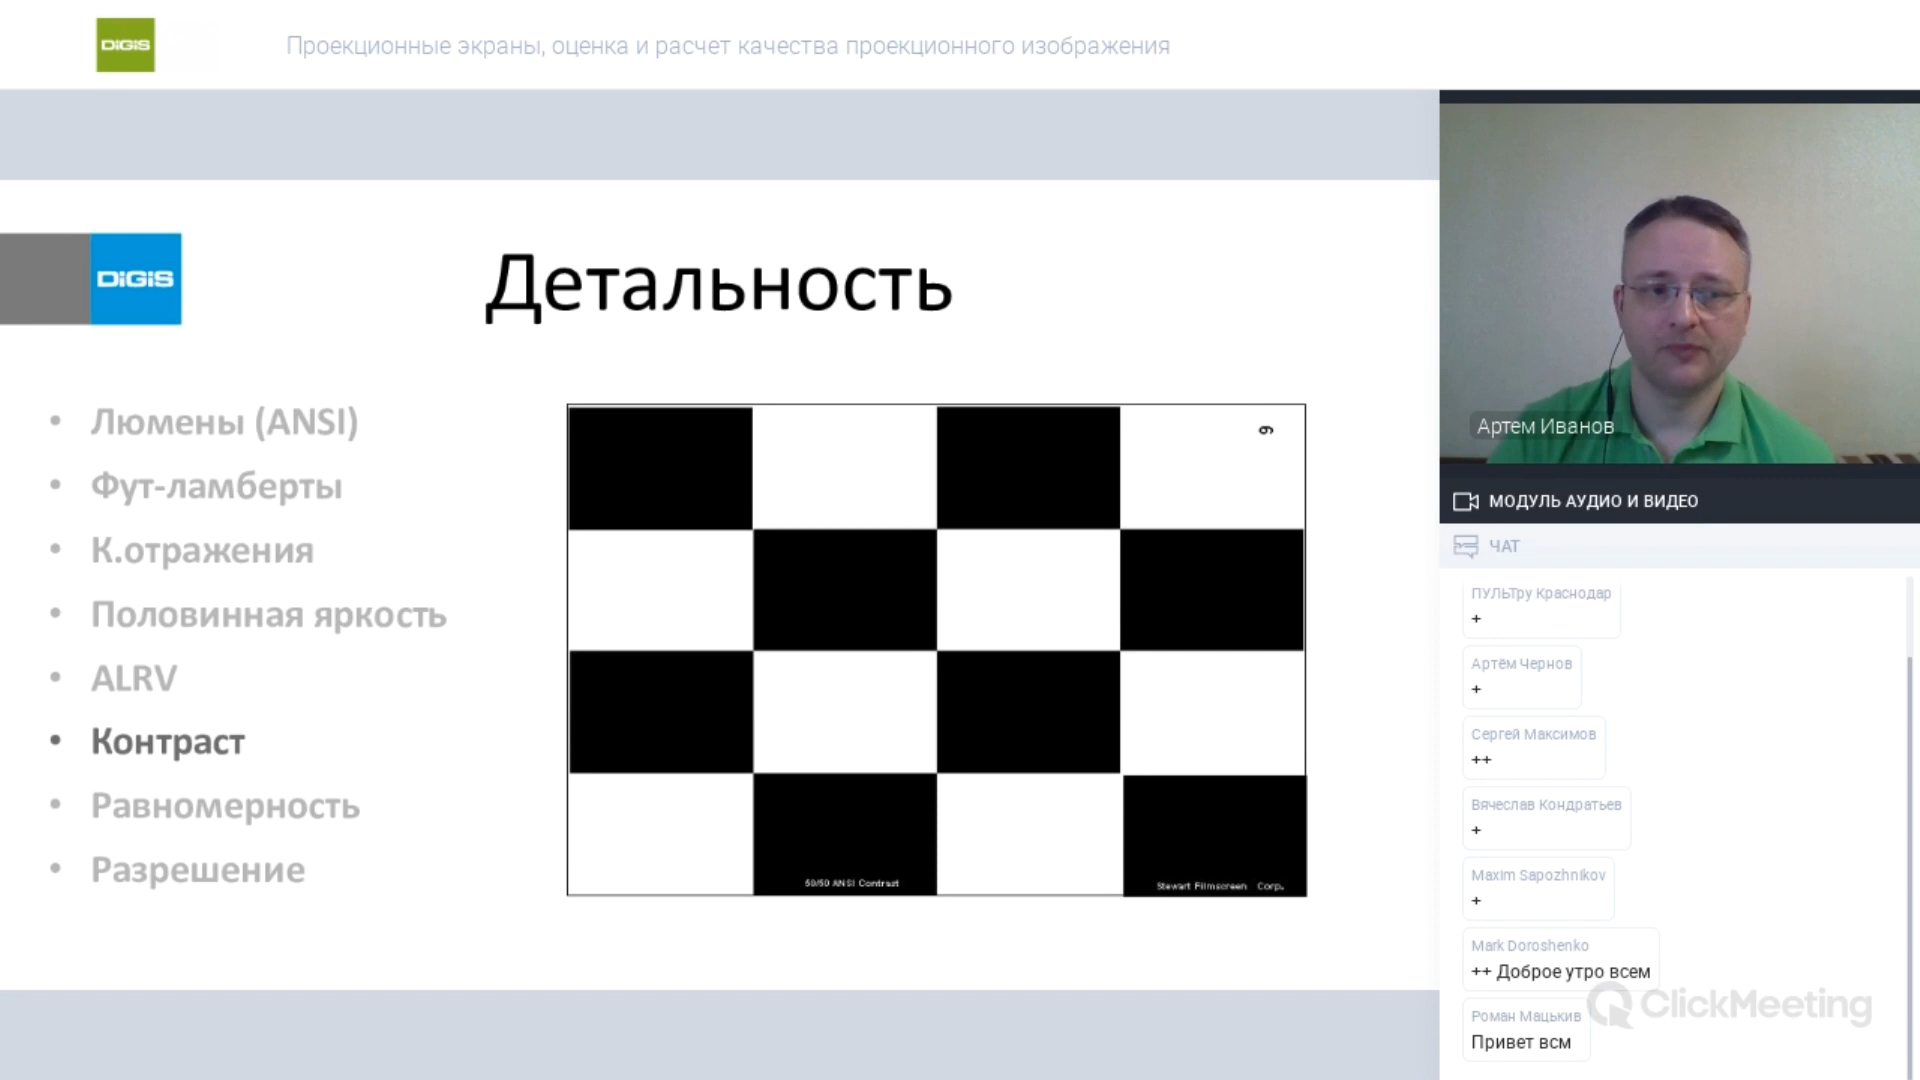 DIGIS
Проекционные экраны, оценка и расчет качества проекционного изображения
DIGIS
Детальность
• Люмены (ANSI)
• Фут-ламберты
• К.отражения
• Половинная яркость
• ALRV
• Контраст
• Равномерность
• Разрешение
6
50/50 ANSI Contrast
Stewart Filmscreen Corp.
Артем Иванов
МОДУЛЬ АУДИО И ВИДЕО
ЧАТ
ПУЛЬТру Краснодар
+
Артём Чернов
+
Сергей Максимов
++
Вячеслав Кондратьев
+
Maxim Sapozhnikov
+
Mark Doroshenko
++ Доброе утро всем
Роман Мацькив
Привет всм
ClickMeeting